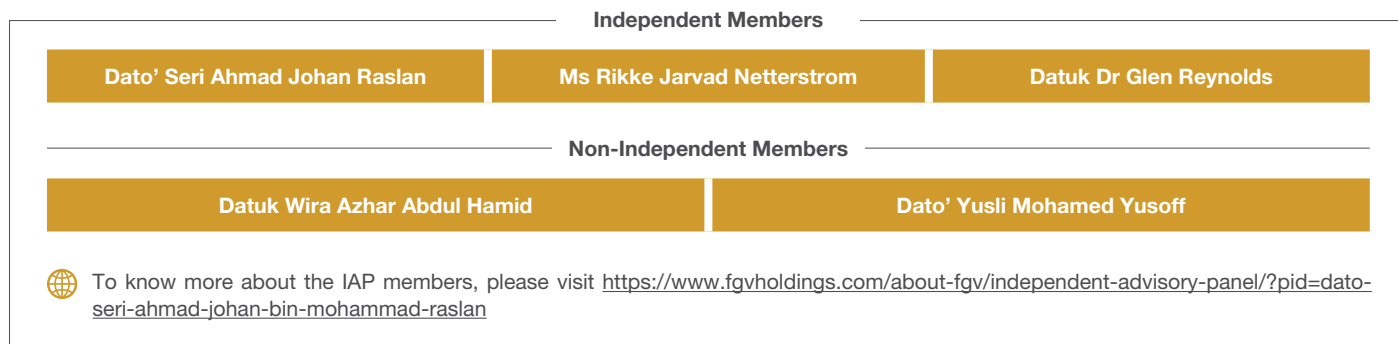 Independent Members
Dato’ Seri Ahmad Johan Raslan
Ms Rikke Jarvad Netterstrom
Datuk Dr Glen Reynolds
Non-Independent Members
Datuk Wira Azhar Abdul Hamid
Dato’ Yusli Mohamed Yusoff
To know more about the IAP members, please visit https://www.fgvholdings.com/about-fgv/independent-advisory-panel/?pid=dato-
seri-ahmad-johan-bin-mohammad-raslan